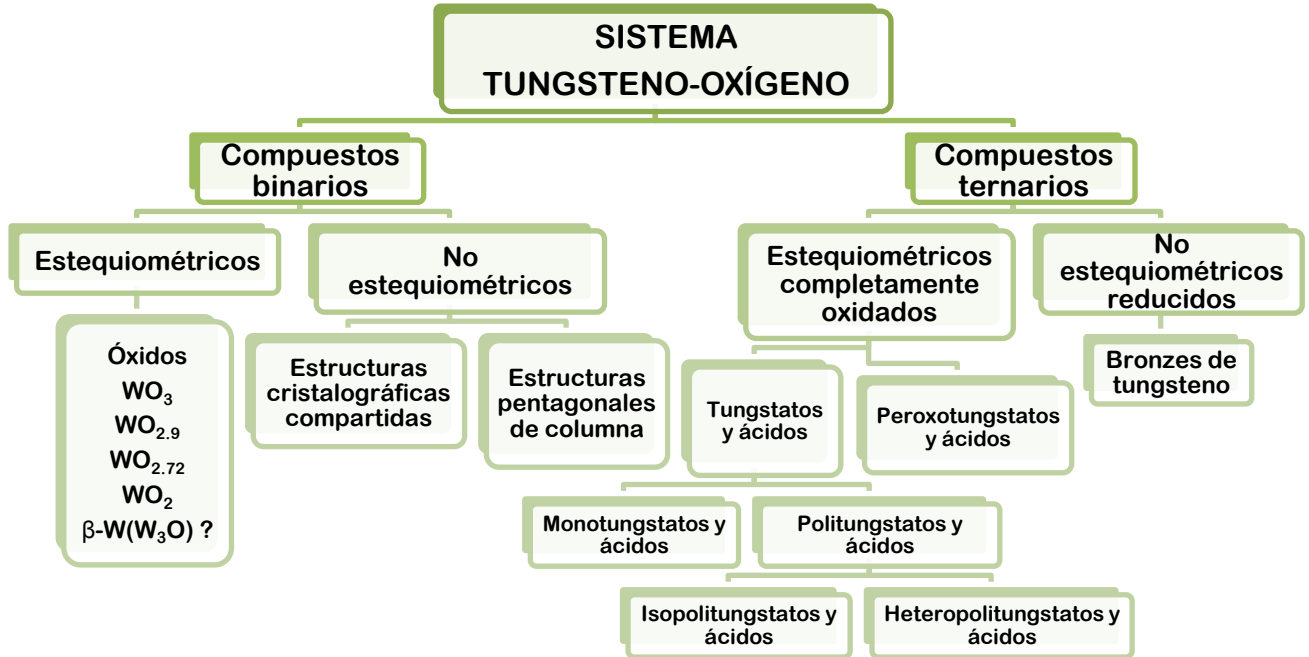 SISTEMA
TUNGSTENO-OXÍGENO
Compuestos
binarios
Compuestos
ternarios
Estequiométricos
No
estequiométricos
Estequiométricos
completamente
oxidados
No
estequiométricos
reducidos
Óxidos
WO₃
WO₂.₉
WO₂.₇₂
WO₂
β-W(W₃O) ?
Estructuras
cristalográficas
compartidas
Estructuras
pentagonales
de columna
Tungstatos
y ácidos
Peroxotungstatos
y ácidos
Bronzes de
tungsteno
Monotungstatos y
ácidos
Politungstatos y
ácidos
Isopolitungstatos y
ácidos
Heteropolitungstatos y
ácidos